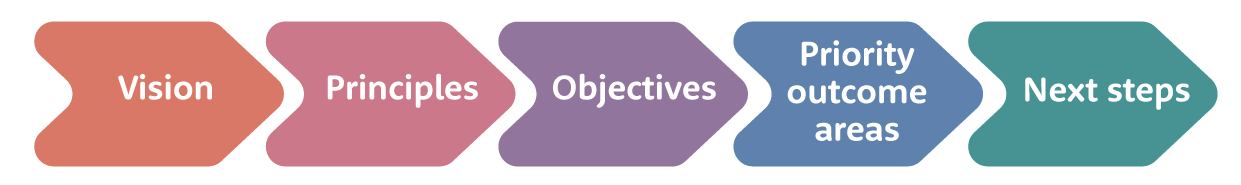 Vision
Principles
Objectives
Priority
outcome
areas
Next steps